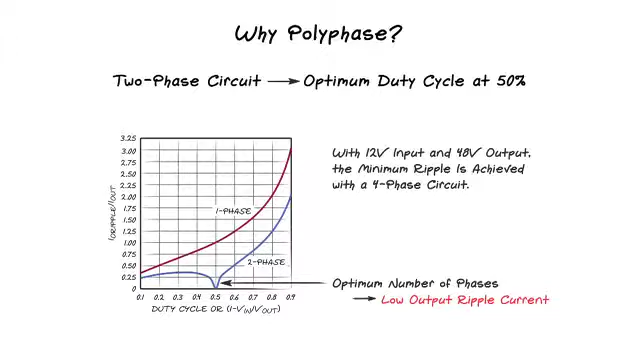 Why Polyphase?
Two-Phase Circuit → Optimum Duty Cycle at 50%
With 12V Input and 48V Output,
the Minimum Ripple Is Achieved
with a 4-Phase Circuit.
3.25
3.00
2.75
2.50
2.25
2.00
1.75
1.50
1.25
1.00
0.75
0.50
0.25
0
IORIPPLE/IOUT
1-PHASE
2-PHASE
0.1 0.2 0.3 0.4 0.5 0.6 0.7 0.8 0.9
DUTY CYCLE OR (1-VIN/VOUT)
Optimum Number of Phases
→ Low Output Ripple Current